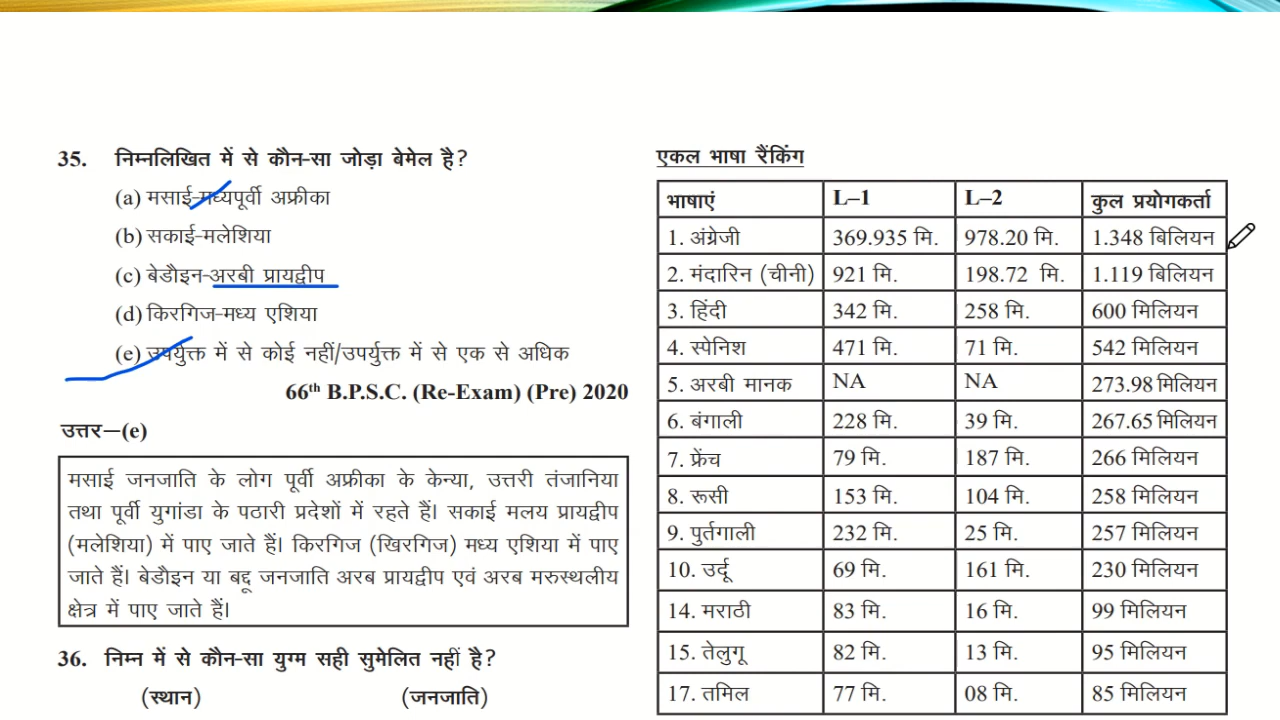 35. निम्नलिखित में से कौन-सा जोड़ा बेमेल है?
(a) मसाई-मध्यपूर्वी अफ्रीका
(b) सकाई-मलेशिया
(c) बेडौइन-अरबी प्रायद्वीप
(d) किरगिज-मध्य एशिया
(e) उपर्युक्त में से कोई नहीं/उपर्युक्त में से एक से अधिक
66th B.P.S.C. (Re-Exam) (Pre) 2020
उत्तर—(e)
मसाई जनजाति के लोग पूर्वी अफ्रीका के केन्या, उत्तरी तंजानिया
तथा पूर्वी युगांडा के पठारी प्रदेशों में रहते हैं। सकाई मलय प्रायद्वीप
(मलेशिया) में पाए जाते हैं। किरगिज (खिरगिज) मध्य एशिया में पाए
जाते हैं। बेडौइन या बद्दू जनजाति अरब प्रायद्वीप एवं अरब मरुस्थलीय
क्षेत्र में पाए जाते हैं।
36. निम्न में से कौन-सा युग्म सही सुमेलित नहीं है?
(स्थान) (जनजाति)
एकल भाषा रैंकिंग
भाषाएं L–1 L–2 कुल प्रयोगकर्ता
1. अंग्रेजी 369.935 मि. 978.20 मि. 1.348 बिलियन
2. मंदारिन (चीनी) 921 मि. 198.72 मि. 1.119 बिलियन
3. हिंदी 342 मि. 258 मि. 600 मिलियन
4. स्पेनिश 471 मि. 71 मि. 542 मिलियन
5. अरबी मानक NA NA 273.98 मिलियन
6. बंगाली 228 मि. 39 मि. 267.65 मिलियन
7. फ्रेंच 79 मि. 187 मि. 266 मिलियन
8. रूसी 153 मि. 104 मि. 258 मिलियन
9. पुर्तगाली 232 मि. 25 मि. 257 मिलियन
10. उर्दू 69 मि. 161 मि. 230 मिलियन
14. मराठी 83 मि. 16 मि. 99 मिलियन
15. तेलुगू 82 मि. 13 मि. 95 मिलियन
17. तमिल 77 मि. 08 मि. 85 मिलियन